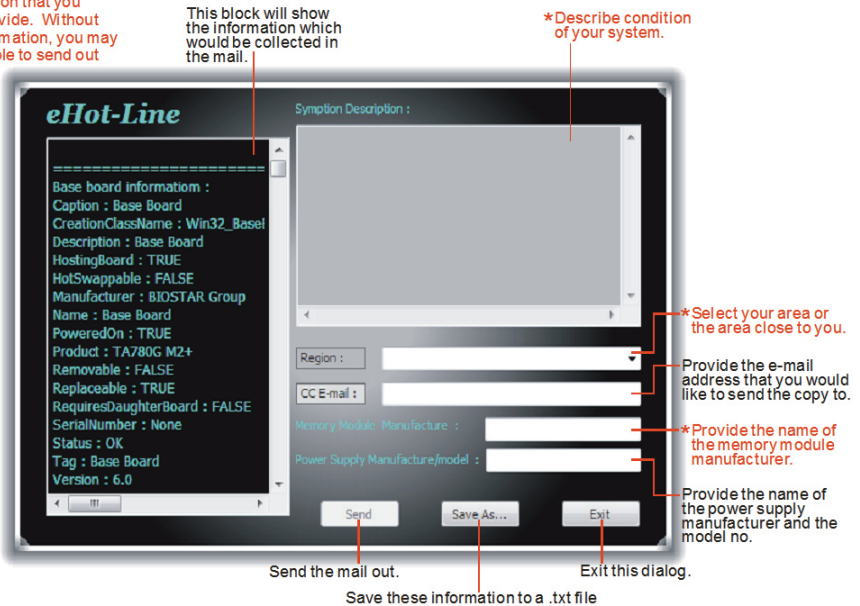 on that you
vide. Without
rmation, you may
ble to send out
This block will show
the information which
would be collected in
the mail.
*Describe condition
of your system.
eHot-Line
Symption Description :
=======================
Base board informatiom :
Caption : Base Board
CreationClassName : Win32_Basel
Description : Base Board
HostingBoard : TRUE
HotSwappable : FALSE
Manufacturer : BIOSTAR Group
Name : Base Board
PoweredOn : TRUE
Product : TA780G M2+
Removable : FALSE
Replaceable : TRUE
RequiresDaughterBoard : FALSE
SerialNumber : None
Status : OK
Tag : Base Board
Version : 6.0
Region :
CC E-mail :
Memory Module Manufacture :
Power Supply Manufacture/model :
Send
Save As...
Exit
*Select your area or
the area close to you.
Provide the e-mail
address that you would
like to send the copy to.
*Provide the name of
the memory module
manufacturer.
Provide the name of
the power supply
manufacturer and the
model no.
Send the mail out.
Exit this dialog.
Save these information to a .txt file